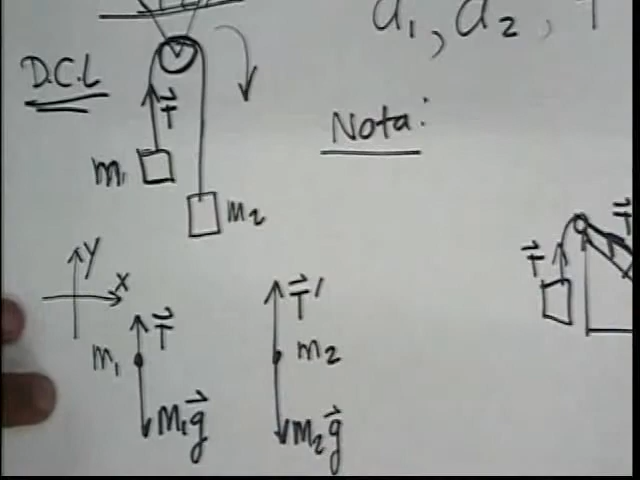 a₁, a₂, T
D.C.L
T⃗
Nota:
m₁
m₂
T⃗
T⃗
y
x
T⃗
T⃗'
m₁
m₂
m₁g⃗
m₂g⃗